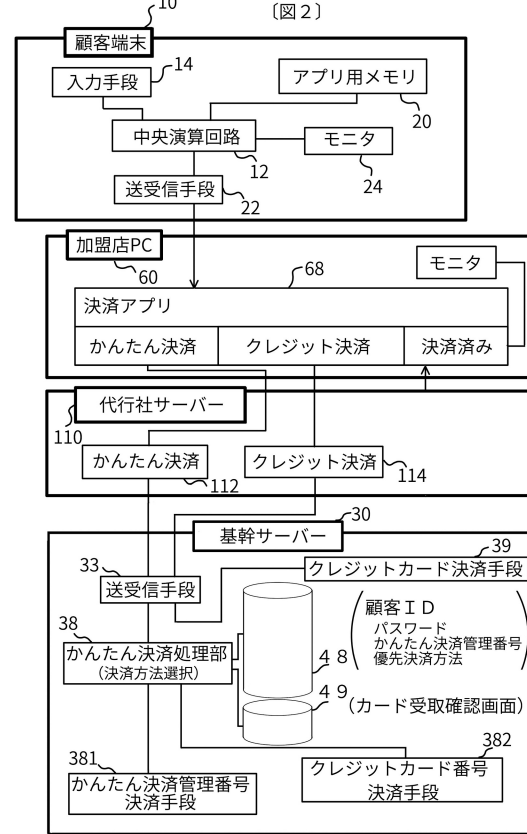 〔図２〕
10
顧客端末
入力手段
14
アプリ用メモリ
20
中央演算回路
12
モニタ
24
送受信手段
22
加盟店PC
60
モニタ
68
決済アプリ
かんたん決済
クレジット決済
決済済み
代行社サーバー
110
かんたん決済
112
クレジット決済
114
基幹サーバー
30
39
クレジットカード決済手段
33
送受信手段
顧客ＩＤ
パスワード
かんたん決済管理番号
優先決済方法
38
かんたん決済処理部
（決済方法選択）
４８
４９
（カード受取確認画面）
381
かんたん決済管理番号
決済手段
382
クレジットカード番号
決済手段